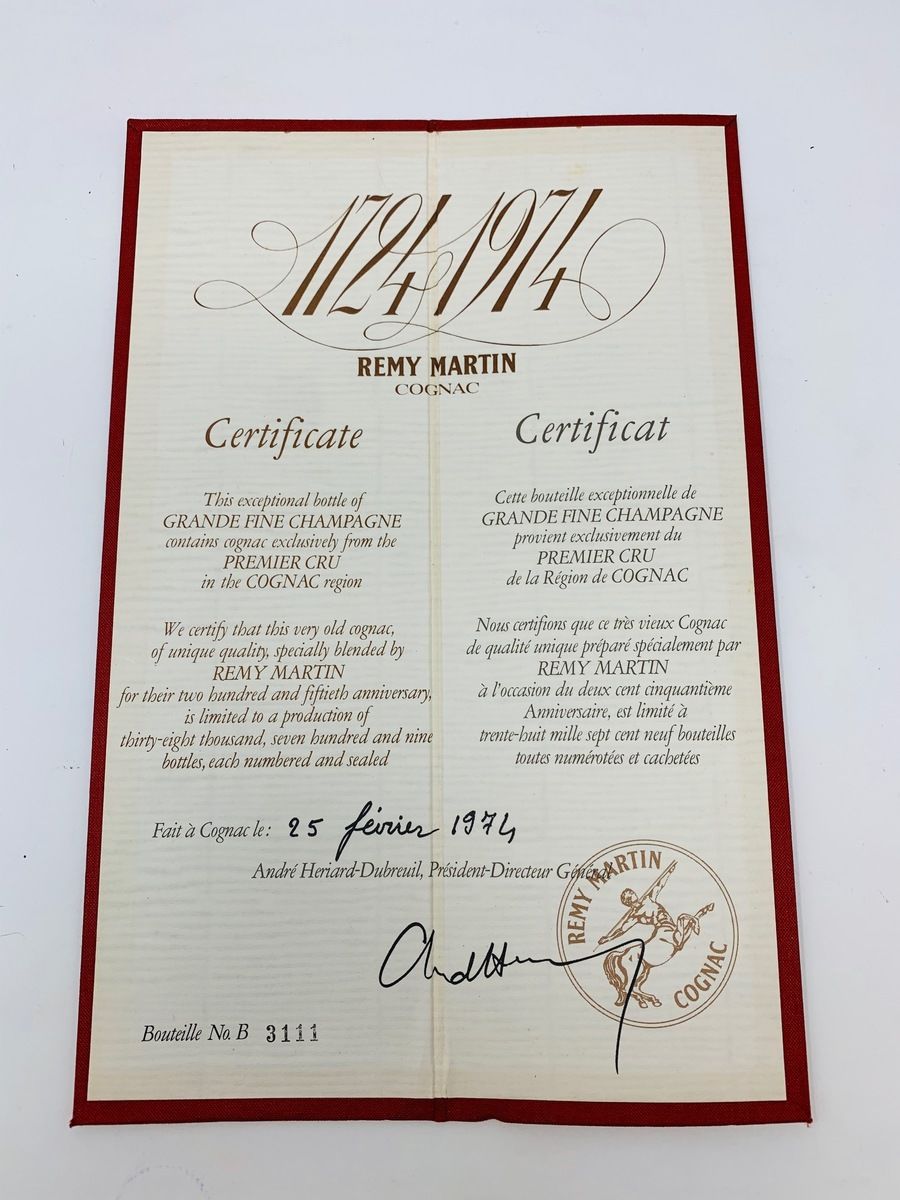 1724 1974
REMY MARTIN
COGNAC
Certificate
This exceptional bottle of
GRANDE FINE CHAMPAGNE
contains cognac exclusively from the
PREMIER CRU
in the COGNAC region
We certify that this very old cognac,
of unique quality, specially blended by
REMY MARTIN
for their two hundred and fiftieth anniversary,
is limited to a production of
thirty-eight thousand, seven hundred and nine
bottles, each numbered and sealed
Certificat
Cette bouteille exceptionnelle de
GRANDE FINE CHAMPAGNE
provient exclusivement du
PREMIER CRU
de la Région de COGNAC
Nous certifions que ce très vieux Cognac
de qualité unique préparé spécialement par
REMY MARTIN
à l'occasion du deux cent cinquantième
Anniversaire, est limité à
trente-huit mille sept cent neuf bouteilles
toutes numérotées et cachetées
Fait à Cognac le: 25 février 1974
André Heriard-Dubreuil, Président-Directeur Général
REMY MARTIN
COGNAC
Bouteille No. B 3111